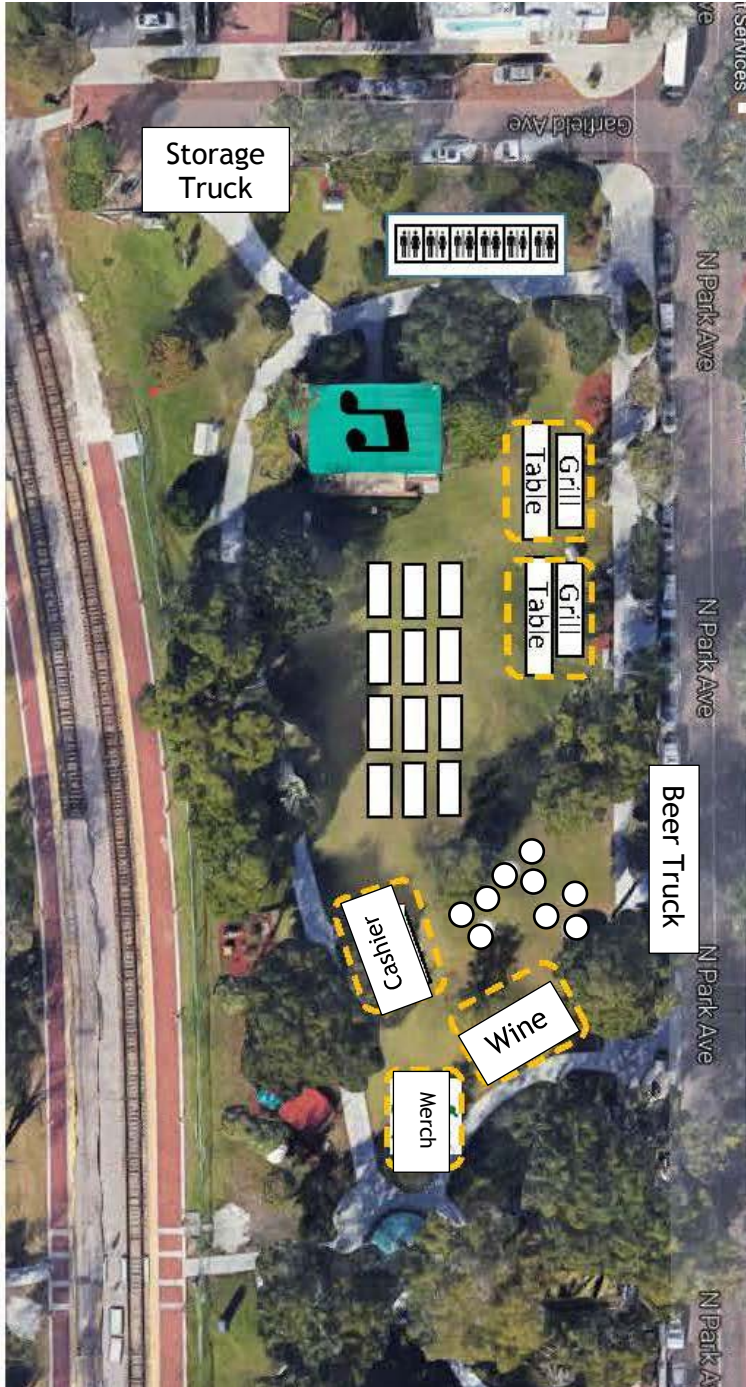 t Services
Ave
Garfield Ave
Storage
Truck
N Park Ave
Grill
Table
Grill
Table
N Park Ave
Beer Truck
Cashier
N Park Ave
Wine
Merch
N Park A